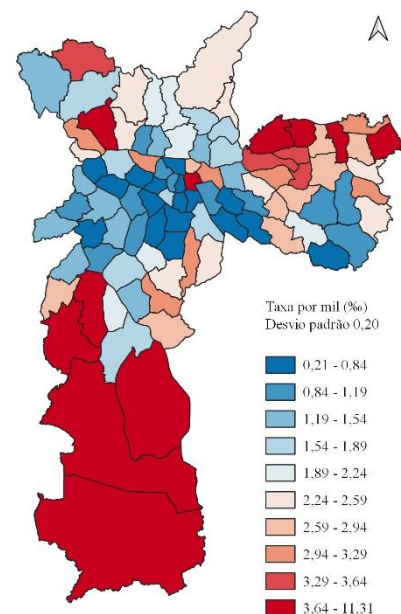 Taxa por mil (‰)
Desvio padrão 0,20
0,21 - 0,84
0,84 - 1,19
1,19 - 1,54
1,54 - 1,89
1,89 - 2,24
2,24 - 2,59
2,59 - 2,94
2,94 - 3,29
3,29 - 3,64
3,64 - 11,31